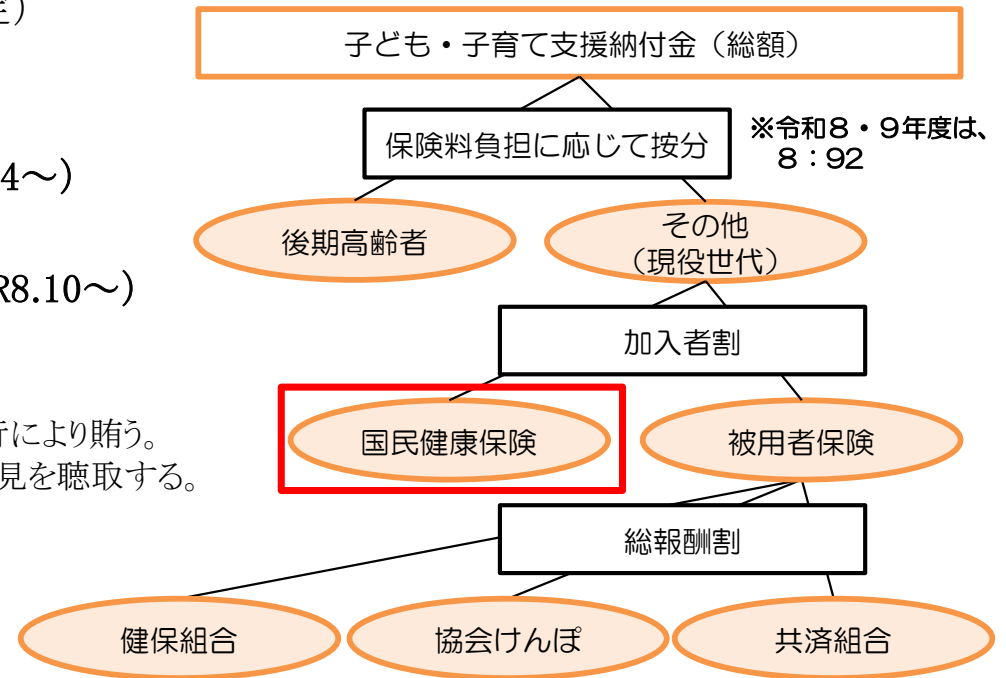 定）
子ども・子育て支援納付金（総額）
保険料負担に応じて按分
※令和８・９年度は、
８：92
4～）
後期高齢者
その他
（現役世代）
R8.10～）
加入者割
国民健康保険
被用者保険
行により賄う。
見を聴取する。
総報酬割
健保組合
協会けんぽ
共済組合